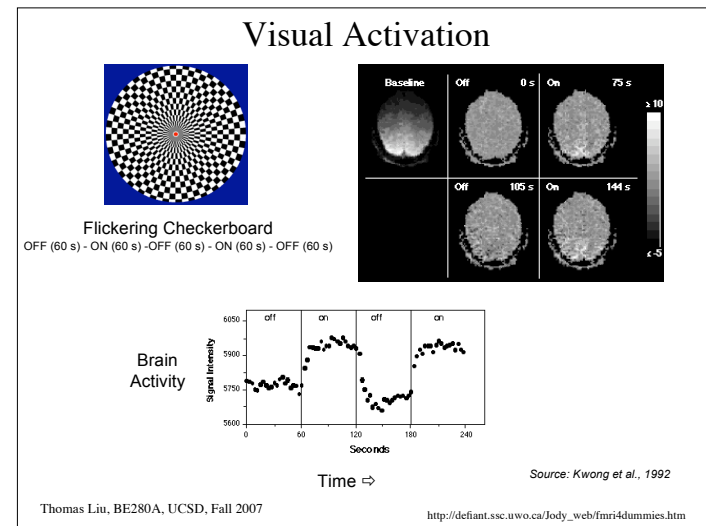 Visual Activation
Baseline Off 0 s On 75 s
≥ 10
Off 105 s On 144 s
≤ -5
Flickering Checkerboard
OFF (60 s) - ON (60 s) -OFF (60 s) - ON (60 s) - OFF (60 s)
off on off on
6050
5900
5750
5600
Signal Intensity
0 60 120 180 240
Seconds
Brain
Activity
Time ⇨
Source: Kwong et al., 1992
Thomas Liu, BE280A, UCSD, Fall 2007
http://defiant.ssc.uwo.ca/Jody_web/fmri4dummies.htm